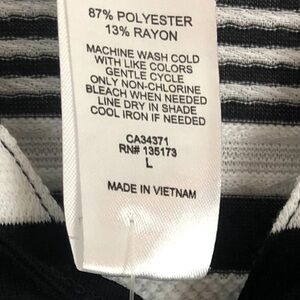 87% POLYESTER
13% RAYON
MACHINE WASH COLD
WITH LIKE COLORS
GENTLE CYCLE
ONLY NON-CHLORINE
BLEACH WHEN NEEDED
LINE DRY IN SHADE
COOL IRON IF NEEDED
CA34371
RN# 135173
L
MADE IN VIETNAM